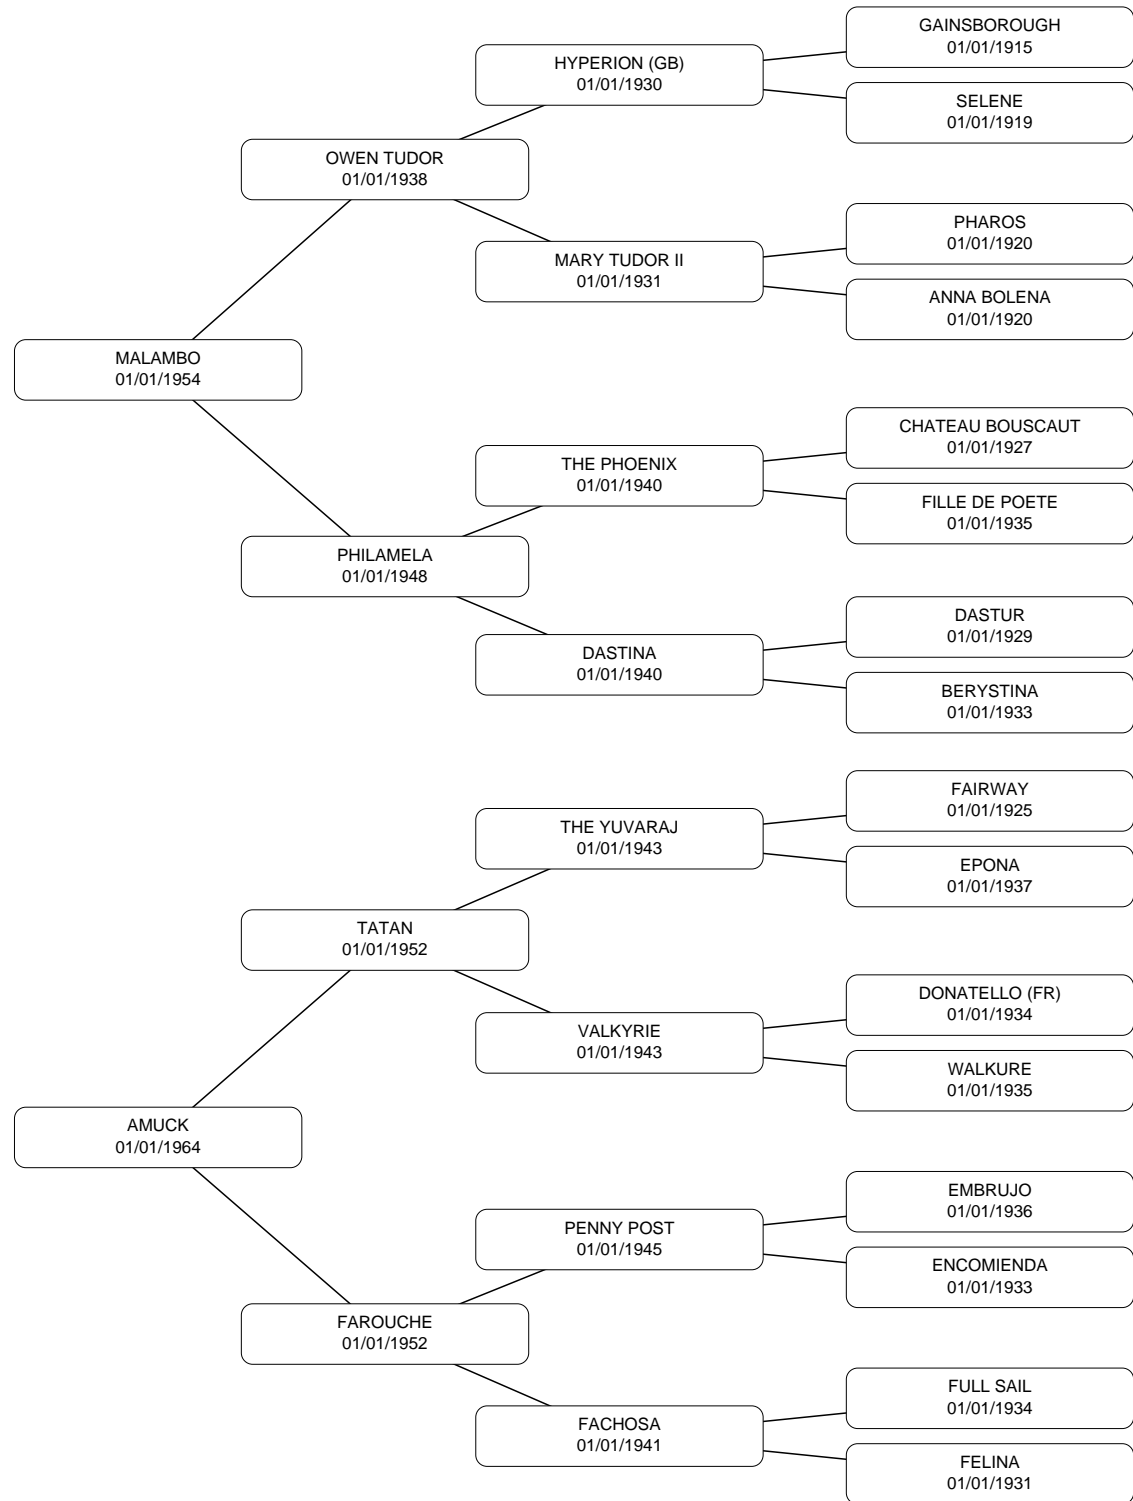 GAINSBOROUGH
01/01/1915
HYPERION (GB)
01/01/1930
SELENE
01/01/1919
OWEN TUDOR
01/01/1938
PHAROS
01/01/1920
MARY TUDOR II
01/01/1931
ANNA BOLENA
01/01/1920
MALAMBO
01/01/1954
CHATEAU BOUSCAUT
01/01/1927
THE PHOENIX
01/01/1940
FILLE DE POETE
01/01/1935
PHILAMELA
01/01/1948
DASTUR
01/01/1929
DASTINA
01/01/1940
BERYSTINA
01/01/1933
FAIRWAY
01/01/1925
THE YUVARAJ
01/01/1943
EPONA
01/01/1937
TATAN
01/01/1952
DONATELLO (FR)
01/01/1934
VALKYRIE
01/01/1943
WALKURE
01/01/1935
AMUCK
01/01/1964
EMBRUJO
01/01/1936
PENNY POST
01/01/1945
ENCOMIENDA
01/01/1933
FAROUCHE
01/01/1952
FULL SAIL
01/01/1934
FACHOSA
01/01/1941
FELINA
01/01/1931